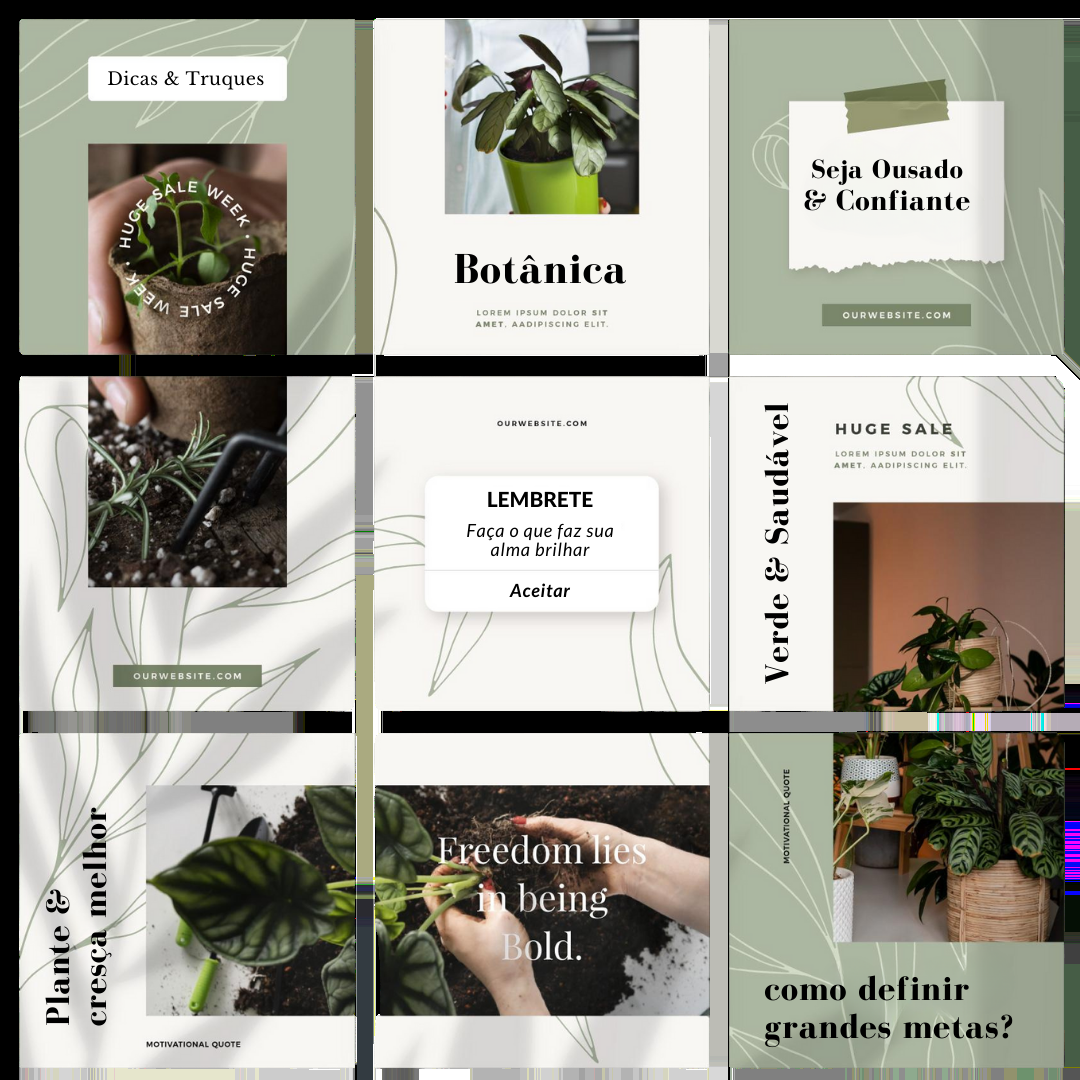 Dicas & Truques
HUGE SALE WEEK • HUGE SALE WEEK •
Botânica
LOREM IPSUM DOLOR SIT
AMET, AADIPISCING ELIT.
Seja Ousado
& Confiante
OURWEBSITE.COM
OURWEBSITE.COM
OURWEBSITE.COM
LEMBRETE
Faça o que faz sua
alma brilhar
Aceitar
Verde & Saudável
HUGE SALE
LOREM IPSUM DOLOR SIT
AMET, AADIPISCING ELIT.
Plante &
cresça melhor
MOTIVATIONAL QUOTE
Freedom lies
in being
Bold.
MOTIVATIONAL QUOTE
como definir
grandes metas?